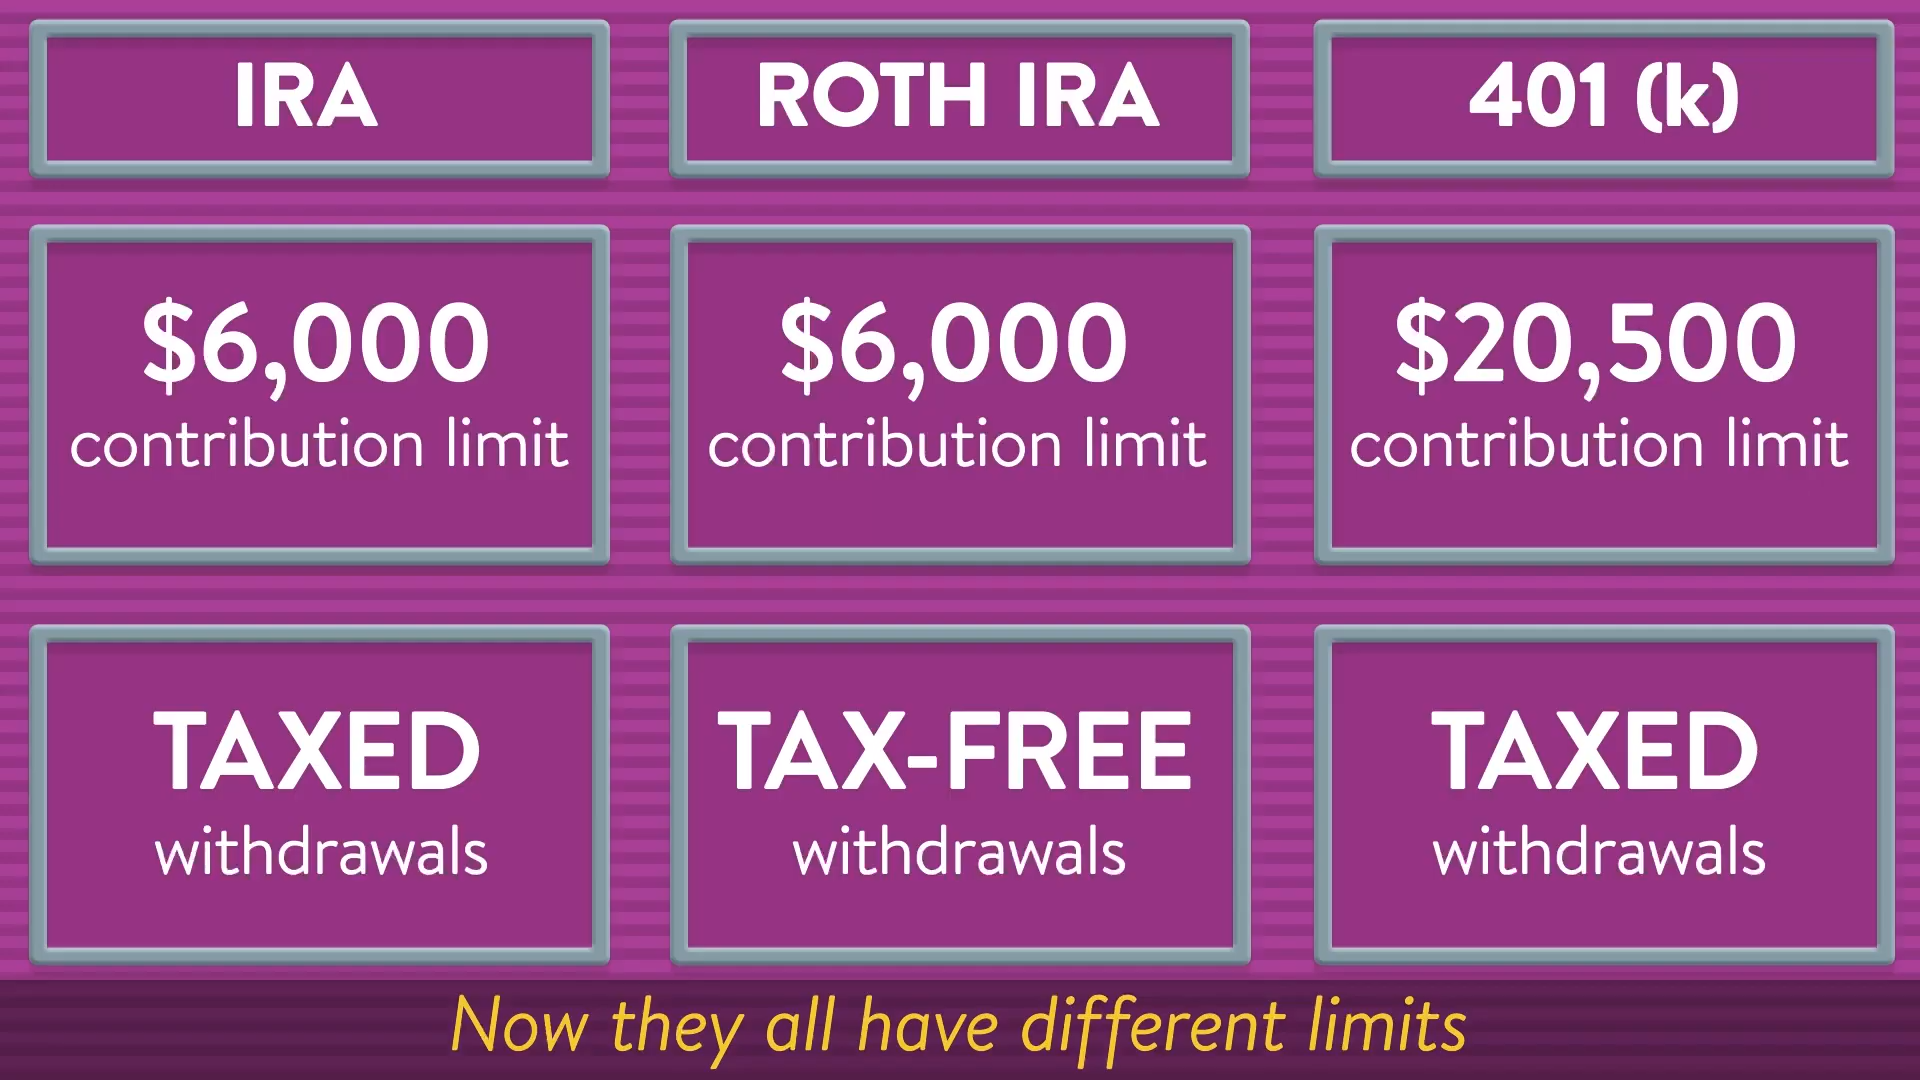 IRA
ROTH IRA
401 (k)
$6,000
contribution limit
$6,000
contribution limit
$20,500
contribution limit
TAXED
withdrawals
TAX-FREE
withdrawals
TAXED
withdrawals
Now they all have different limits